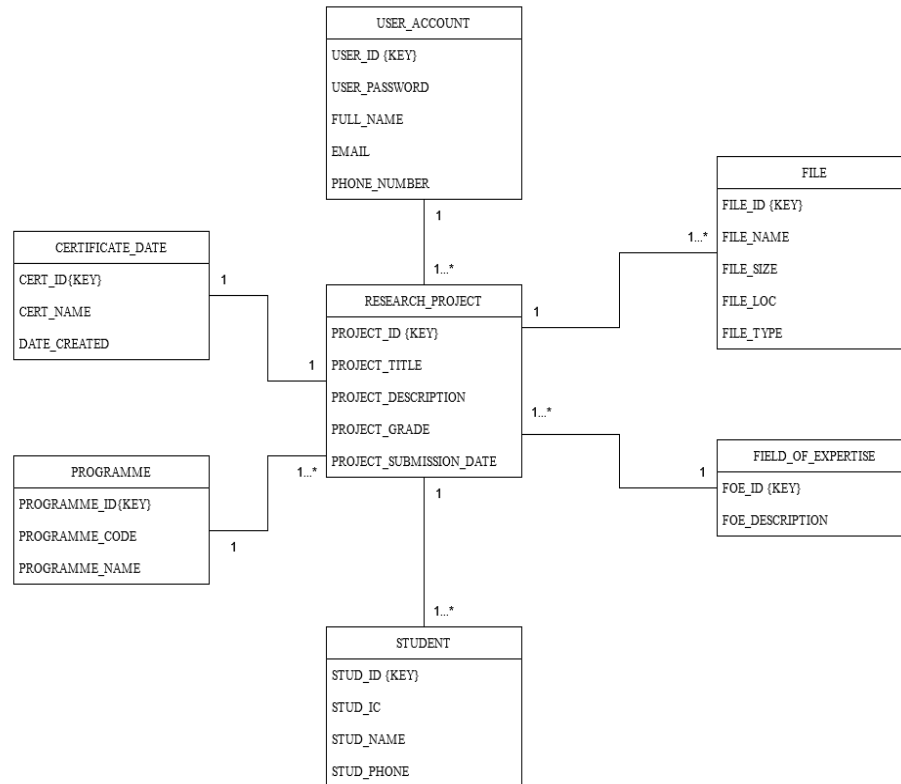 USER_ACCOUNT
USER_ID {KEY}
USER_PASSWORD
FULL_NAME
EMAIL
PHONE_NUMBER
1
1...*
FILE
FILE_ID {KEY}
FILE_NAME
FILE_SIZE
FILE_LOC
FILE_TYPE
1...*
1
CERTIFICATE_DATE
CERT_ID{KEY}
CERT_NAME
DATE_CREATED
1
1
RESEARCH_PROJECT
PROJECT_ID {KEY}
PROJECT_TITLE
PROJECT_DESCRIPTION
PROJECT_GRADE
PROJECT_SUBMISSION_DATE
1...*
1
FIELD_OF_EXPERTISE
FOE_ID {KEY}
FOE_DESCRIPTION
PROGRAMME
PROGRAMME_ID{KEY}
PROGRAMME_CODE
PROGRAMME_NAME
1...*
1
1
1...*
STUDENT
STUD_ID {KEY}
STUD_IC
STUD_NAME
STUD_PHONE